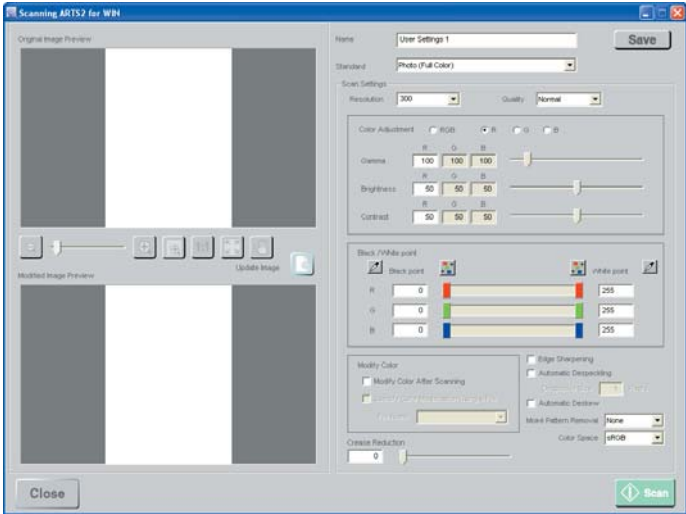 Scanning ARTS2 for WIN
Original Image Preview
Update Image
Modified Image Preview
Close
Name User Settings 1 Save
Standard Photo (Full Color)
Scan Settings
Resolution 300 Quality Normal
Color Adjustment RGB R G B
R G B
Gamma 100 100 100
R G B
Brightness 50 50 50
R G B
Contrast 50 50 50
Black /White point
Black point White point
R 0 255
G 0 255
B 0 255
Modify Color
Modify Color After Scanning
Edge Sharpening
Automatic Despeckling
Automatic Deskew
Moiré Pattern Removal None
Color Space sRGB
Crease Reduction
0
Scan